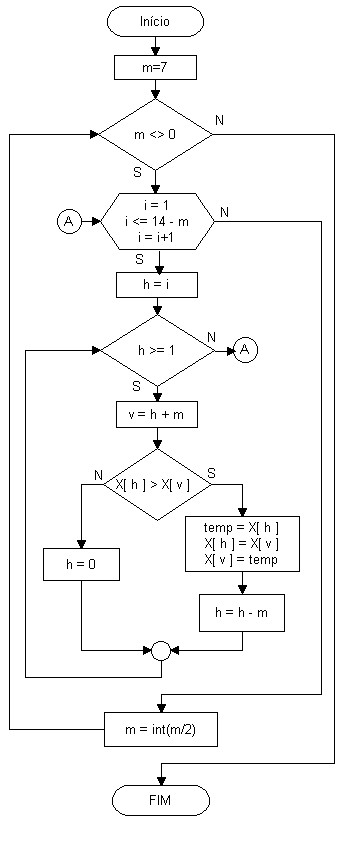 Início
m=7
m <> 0
N
S
A
i = 1
i <= 14 - m
i = i+1
N
S
h = i
h >= 1
N
A
S
v = h + m
X[ h ] > X[ v ]
N
S
temp = X[ h ]
X[ h ] = X[ v ]
X[ v ] = temp
h = 0
h = h - m
m = int(m/2)
FIM